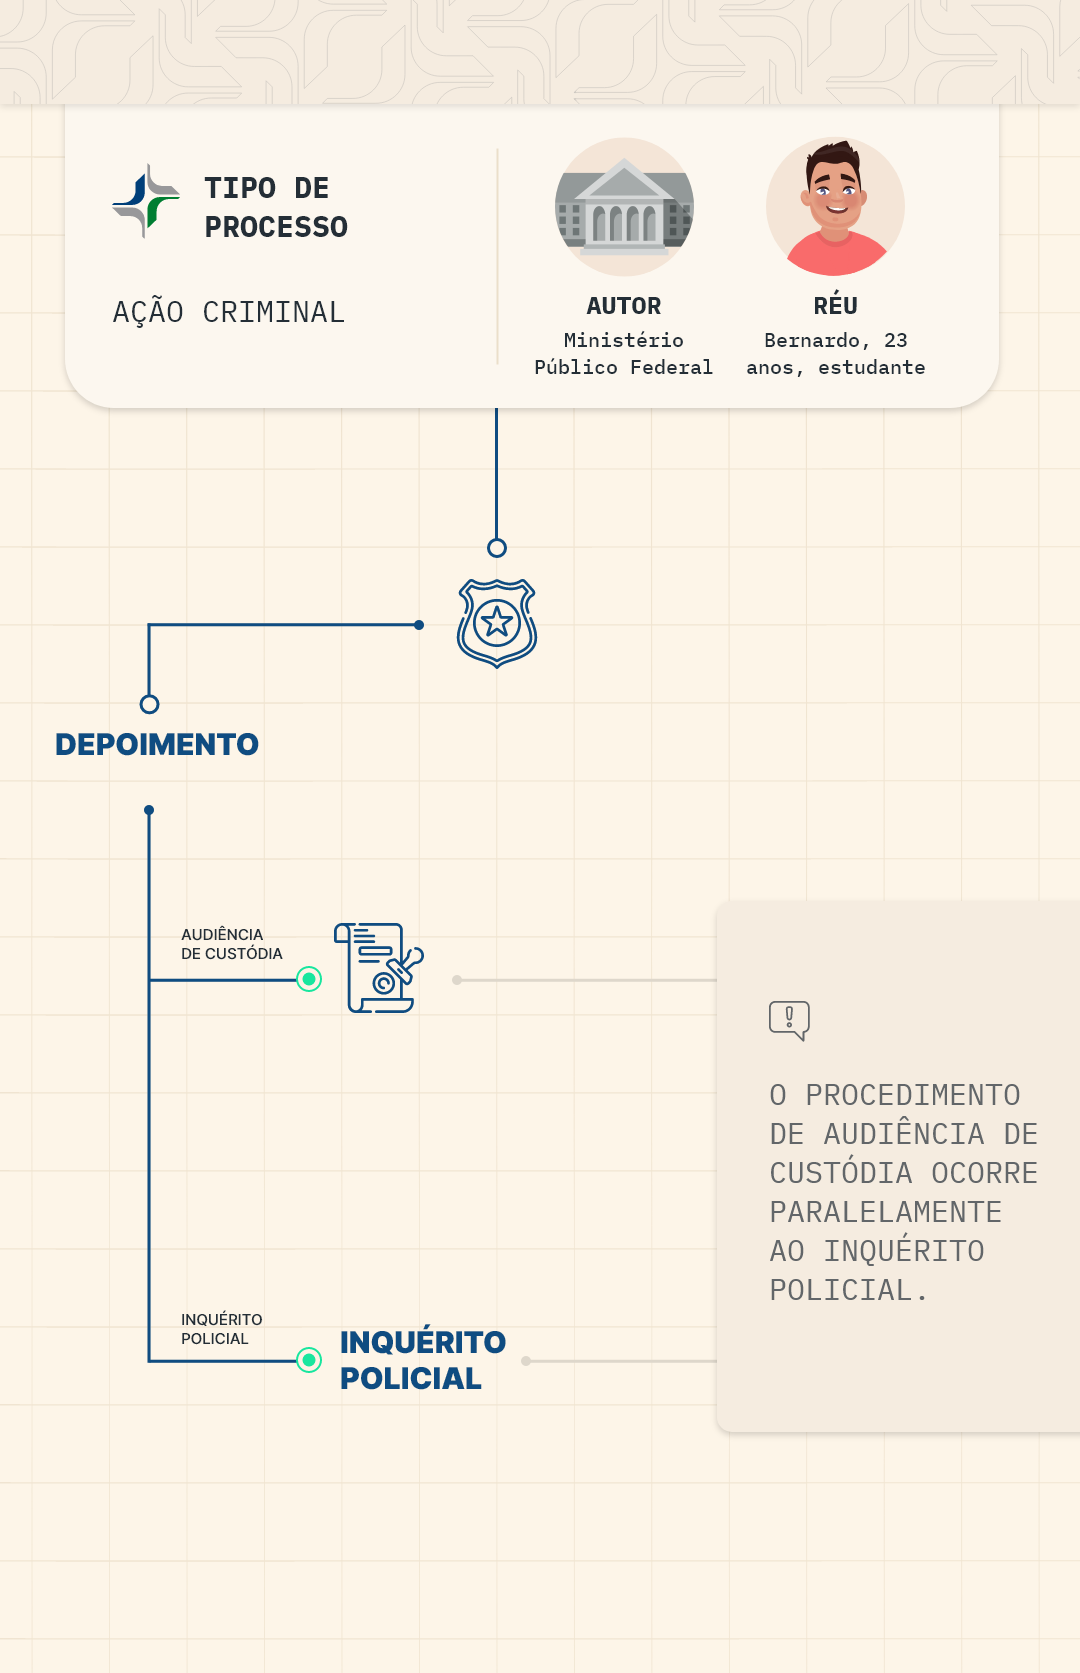 TIPO DE
PROCESSO
AÇÃO CRIMINAL
AUTOR
Ministério
Público Federal
RÉU
Bernardo, 23
anos, estudante
DEPOIMENTO
AUDIÊNCIA
DE CUSTÓDIA
O PROCEDIMENTO
DE AUDIÊNCIA DE
CUSTÓDIA OCORRE
PARALELAMENTE
AO INQUÉRITO
POLICIAL.
INQUÉRITO
POLICIAL
INQUÉRITO
POLICIAL